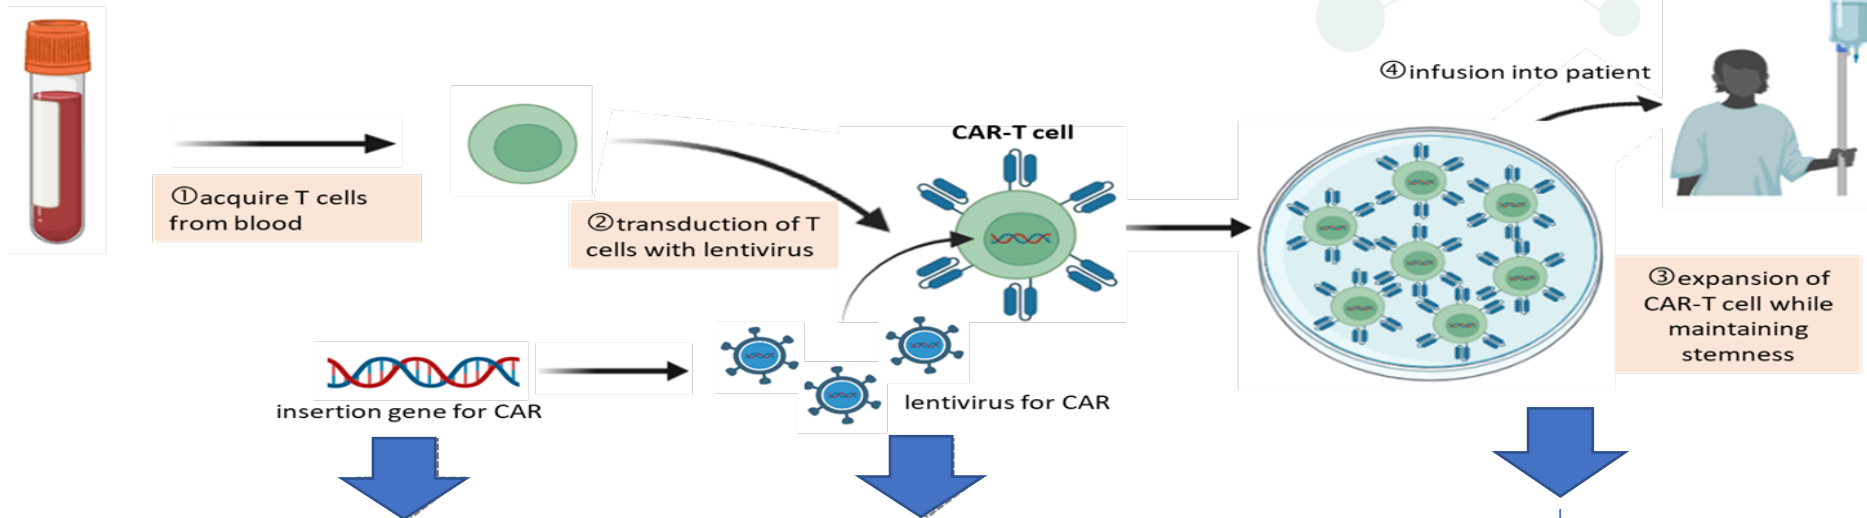 ①acquire T cells
from blood
②transduction of T
cells with lentivirus
CAR-T cell
insertion gene for CAR
lentivirus for CAR
③expansion of
CAR-T cell while
maintaining
stemness
④infusion into patient